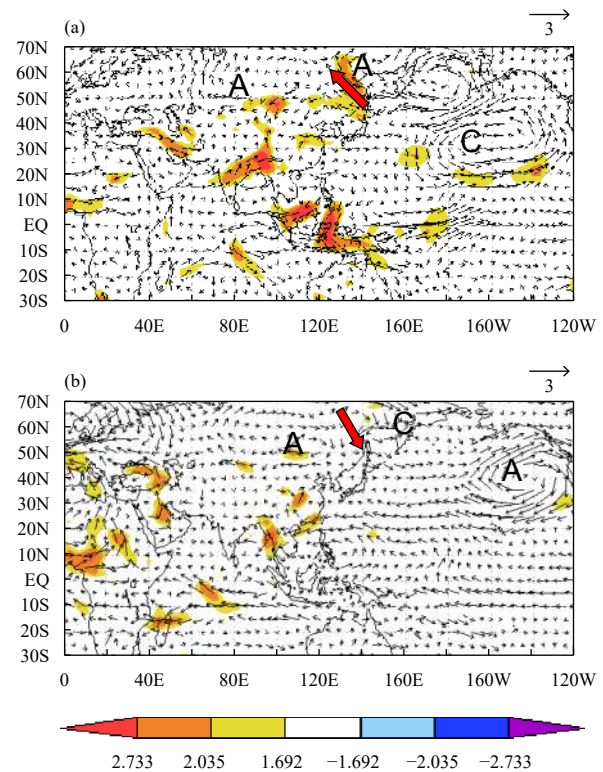 (a)
3
70N
60N
50N
40N
30N
20N
10N
EQ
10S
20S
30S
A
A
C
0 40E 80E 120E 160E 160W 120W
(b)
3
70N
60N
50N
40N
30N
20N
10N
EQ
10S
20S
30S
C
A
A
0 40E 80E 120E 160E 160W 120W
2.733 2.035 1.692 −1.692 −2.035 −2.733